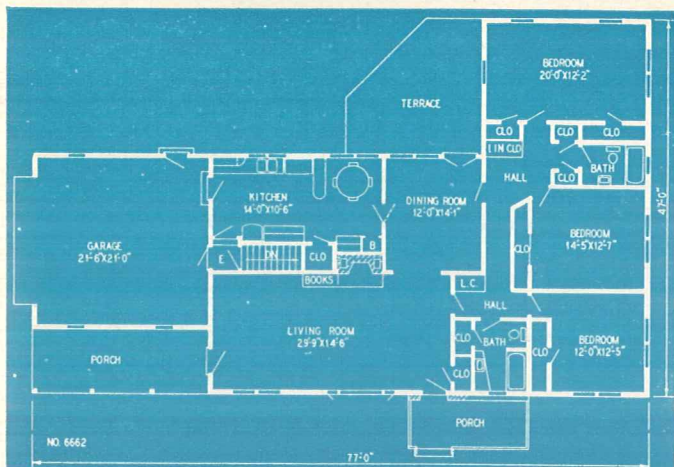 BEDROOM
20'-0"X12'-2"
TERRACE
CLO
CLO
CLO
LIN CLO
BATH
HALL
CLO
KITCHEN
14'-0"X10'-6"
DINING ROOM
12'-0"X14'-1"
47'-0"
GARAGE
21'-6"X21'-0"
BEDROOM
14'-5"X12'-7"
CLO
E
DN
CLO
B
BOOKS
L.C.
HALL
LIVING ROOM
29'-9"X14'-6"
BEDROOM
12'-0"X12'-5"
CLO
BATH
CLO
PORCH
CLO
PORCH
NO. 6662
77'-0"